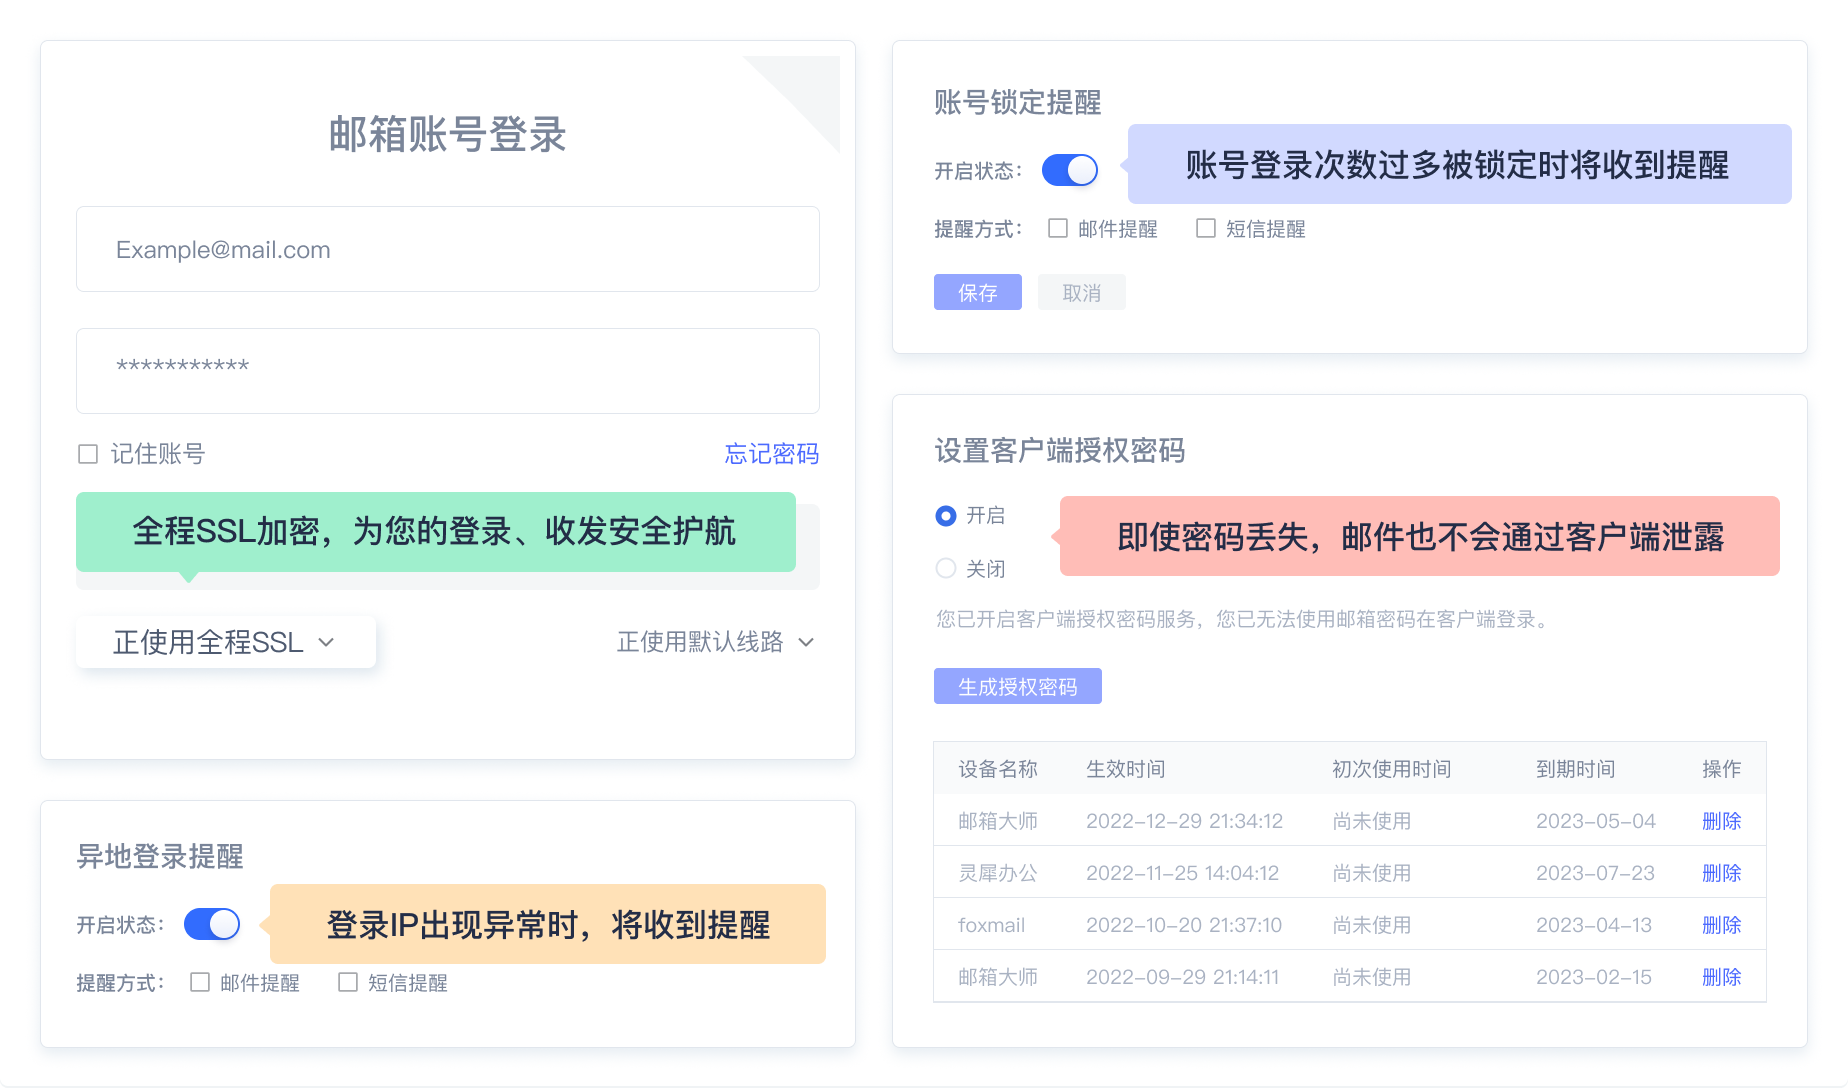 邮箱账号登录
Example@mail.com
***********
记住账号 忘记密码
全程SSL加密，为您的登录、收发安全护航
正使用全程SSL 正使用默认线路
异地登录提醒
开启状态：
登录IP出现异常时，将收到提醒
提醒方式： 邮件提醒 短信提醒
账号锁定提醒
开启状态：
账号登录次数过多被锁定时将收到提醒
提醒方式： 邮件提醒 短信提醒
保存 取消
设置客户端授权密码
开启
即使密码丢失，邮件也不会通过客户端泄露
关闭
您已开启客户端授权密码服务，您已无法使用邮箱密码在客户端登录。
生成授权密码
设备名称 生效时间 初次使用时间 到期时间 操作
邮箱大师 2022-12-29 21:34:12 尚未使用 2023-05-04 删除
灵犀办公 2022-11-25 14:04:12 尚未使用 2023-07-23 删除
foxmail 2022-10-20 21:37:10 尚未使用 2023-04-13 删除
邮箱大师 2022-09-29 21:14:11 尚未使用 2023-02-15 删除